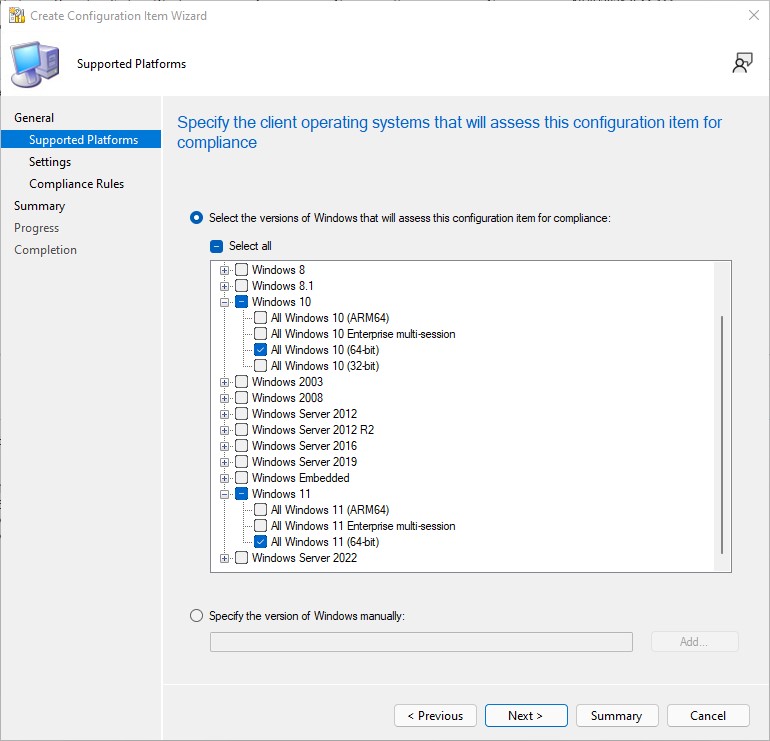 Create Configuration Item Wizard
Supported Platforms
General
Supported Platforms
Settings
Compliance Rules
Summary
Progress
Completion
Specify the client operating systems that will assess this configuration item for
compliance
Select the versions of Windows that will assess this configuration item for compliance:
Select all
Windows 8
Windows 8.1
Windows 10
All Windows 10 (ARM64)
All Windows 10 Enterprise multi-session
All Windows 10 (64-bit)
All Windows 10 (32-bit)
Windows 2003
Windows 2008
Windows Server 2012
Windows Server 2012 R2
Windows Server 2016
Windows Server 2019
Windows Embedded
Windows 11
All Windows 11 (ARM64)
All Windows 11 Enterprise multi-session
All Windows 11 (64-bit)
Windows Server 2022
Specify the version of Windows manually:
Add...
< Previous
Next >
Summary
Cancel